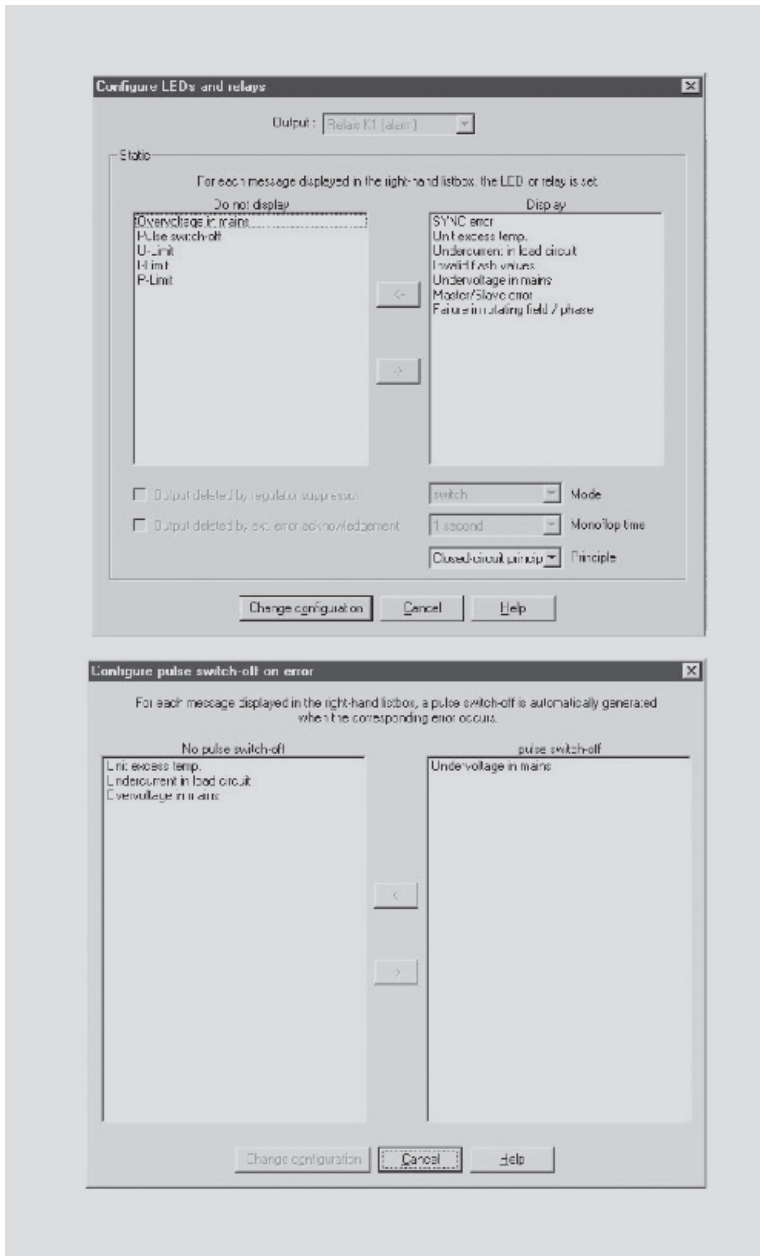 Configure LEDs and relays
Output : Relais K1 (alarm)
Static
For each message displayed in the right-hand listbox, the LED or relay is set.
Do not display
Overvoltage in mains
Pulse switch-off
U-Limit
I-Limit
P-Limit
Display
SYNC error
Unit excess temp.
Undercurrent in load circuit
Invalid flash values
Undervoltage in mains
Master/Slave error
Failure in rotating field / phase
<-
->
Output deleted by regulator suppressor
Output deleted by ext. error acknowledgement
switch Mode
1 second Monoflop time
Closed-circuit princip Principle
Change configuration Cancel Help
Configure pulse switch-off on error
For each message displayed in the right-hand listbox, a pulse switch-off is automatically generated
when the corresponding error occurs.
No pulse switch-off
Unit excess temp.
Undercurrent in load circuit
Overvoltage in mains
pulse switch-off
Undervoltage in mains
<
>
Change configuration Cancel Help